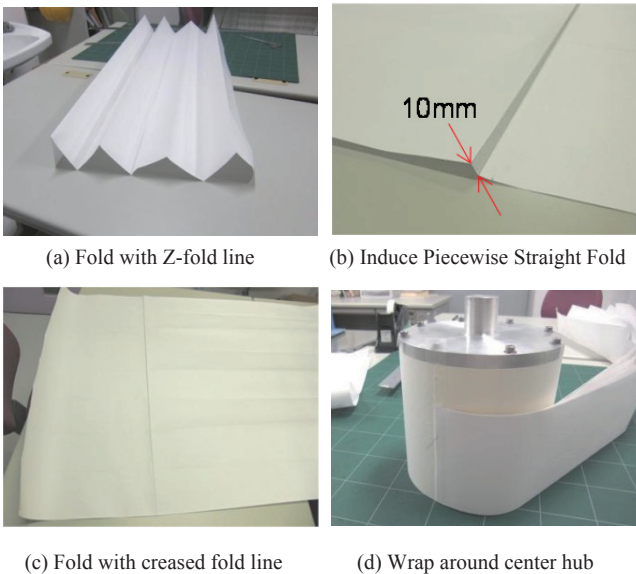 10mm
(a) Fold with Z-fold line
(b) Induce Piecewise Straight Fold
(c) Fold with creased fold line
(d) Wrap around center hub